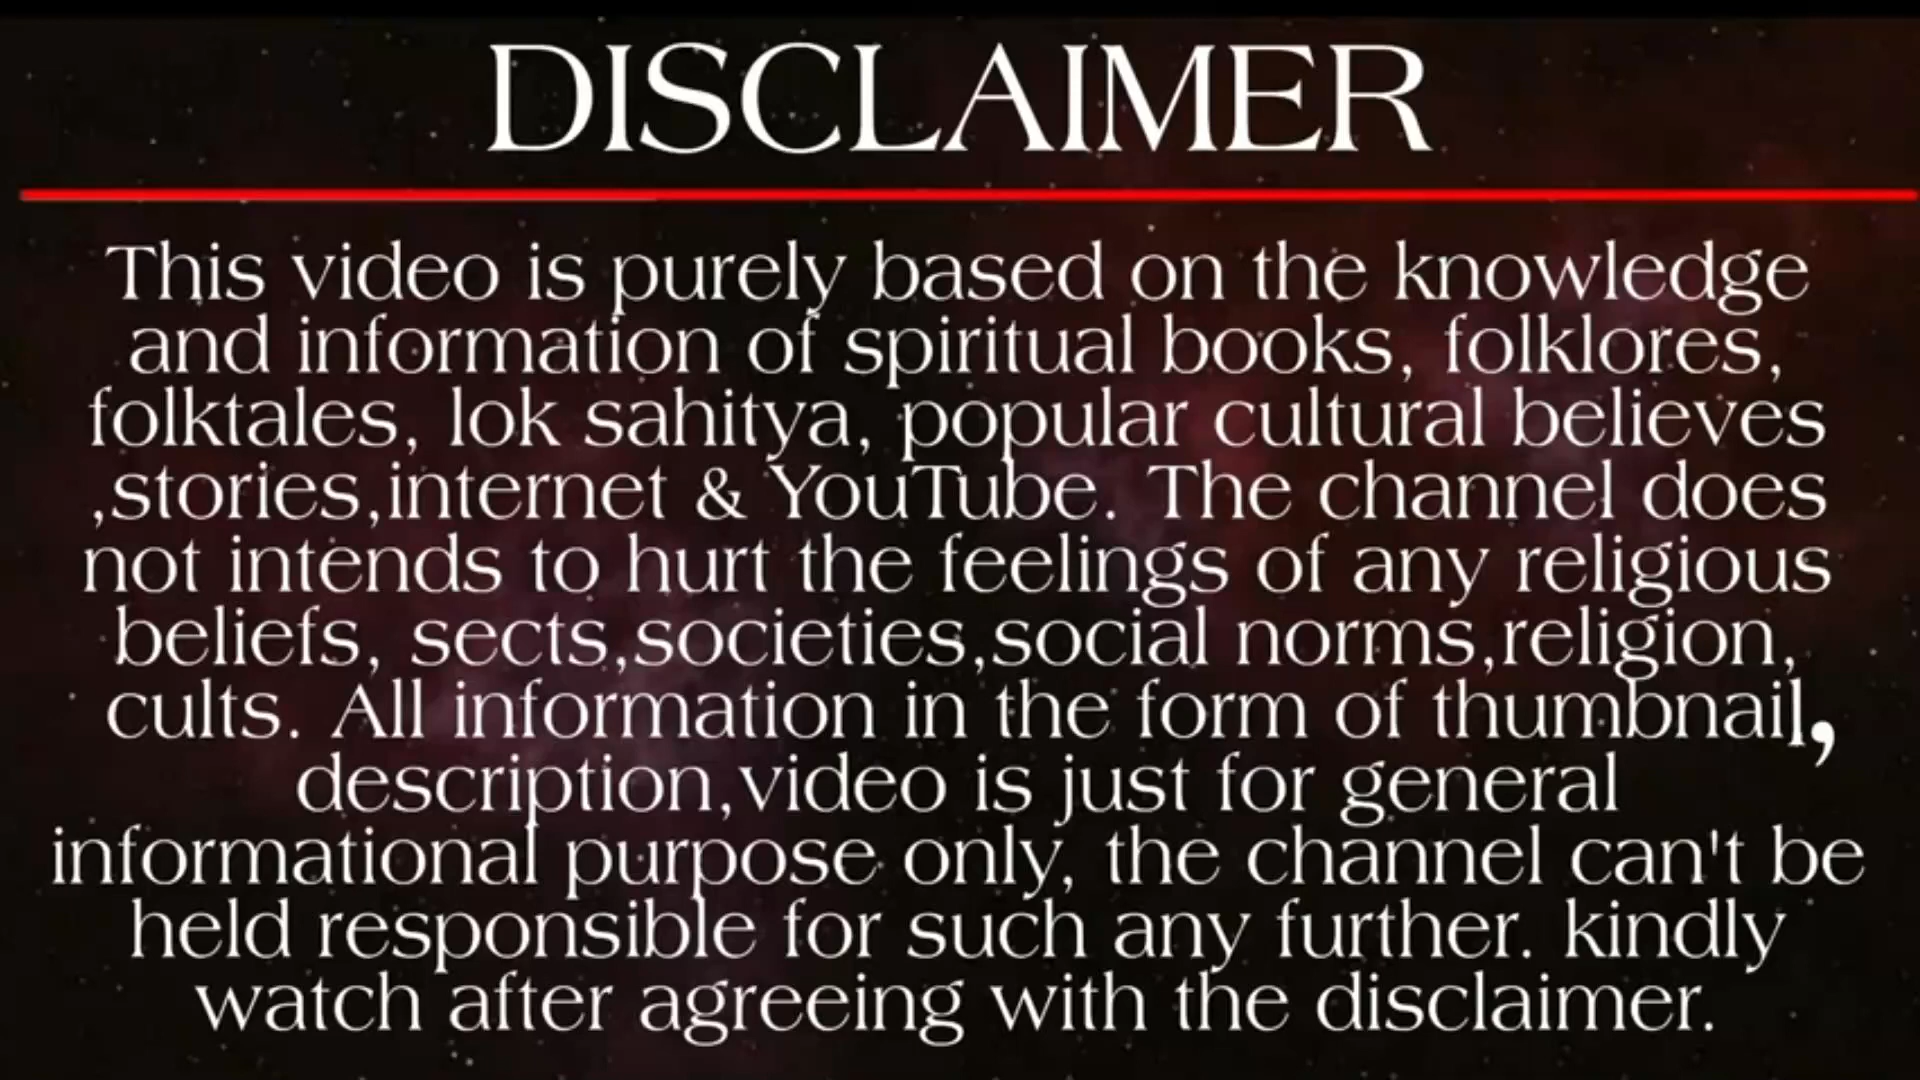 DISCLAIMER
This video is purely based on the knowledge
and information of spiritual books, folklores,
folktales, lok sahitya, popular cultural believes
,stories,internet & YouTube. The channel does
not intends to hurt the feelings of any religious
beliefs, sects,societies,social norms,religion,
cults. All information in the form of thumbnail,
description,video is just for general
informational purpose only, the channel can't be
held responsible for such any further. kindly
watch after agreeing with the disclaimer.